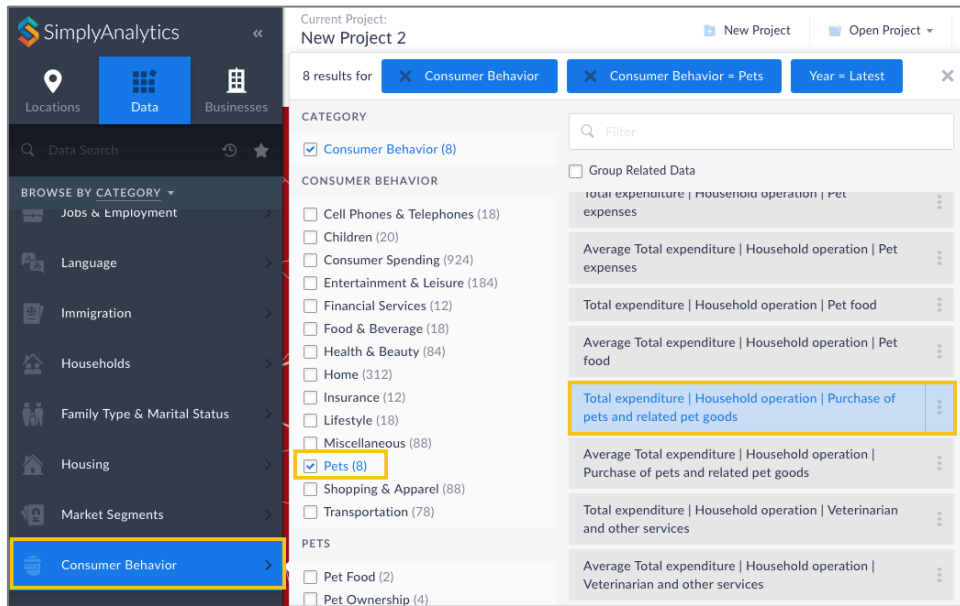 SimplyAnalytics «
Locations
Data
Businesses
Data Search
BROWSE BY CATEGORY
Jobs & Employment
Language
Immigration
Households
Family Type & Marital Status
Housing
Market Segments
Consumer Behavior
Current Project:
New Project 2
New Project
Open Project
8 results for
Consumer Behavior
Consumer Behavior = Pets
Year = Latest
CATEGORY
Consumer Behavior (8)
CONSUMER BEHAVIOR
Cell Phones & Telephones (18)
Children (20)
Consumer Spending (924)
Entertainment & Leisure (184)
Financial Services (12)
Food & Beverage (18)
Health & Beauty (84)
Home (312)
Insurance (12)
Lifestyle (18)
Miscellaneous (88)
Pets (8)
Shopping & Apparel (88)
Transportation (78)
PETS
Pet Food (2)
Pet Ownership (4)
Filter
Group Related Data
Total expenditure | Household operation | Pet
expenses
Average Total expenditure | Household operation | Pet
expenses
Total expenditure | Household operation | Pet food
Average Total expenditure | Household operation | Pet
food
Total expenditure | Household operation | Purchase of
pets and related pet goods
Average Total expenditure | Household operation |
Purchase of pets and related pet goods
Total expenditure | Household operation | Veterinarian
and other services
Average Total expenditure | Household operation |
Veterinarian and other services